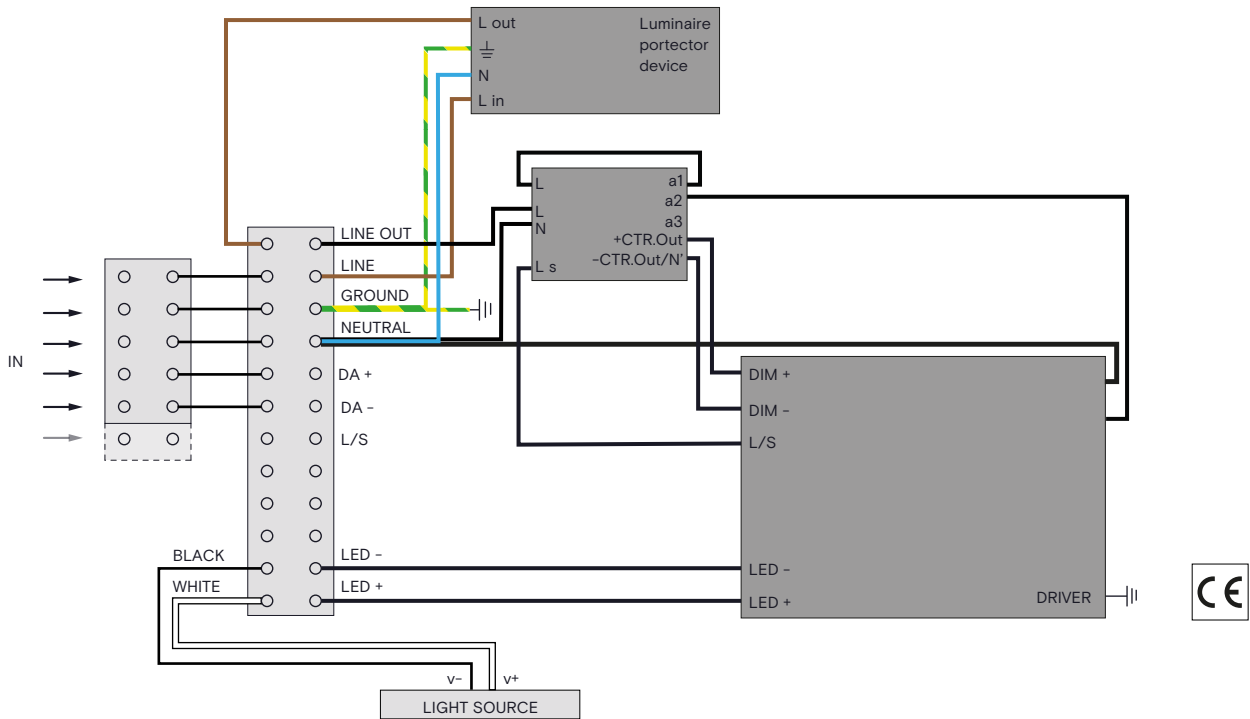 L out
Luminaire
portector
device
N
L in
L
a1
a2
L
a3
N
+CTR.Out
-CTR.Out/N'
L s
LINE OUT
LINE
GROUND
NEUTRAL
IN
DA +
DA -
L/S
DIM +
DIM -
L/S
BLACK
LED -
LED -
WHITE
LED +
LED +
DRIVER
CE
v-
v+
LIGHT SOURCE